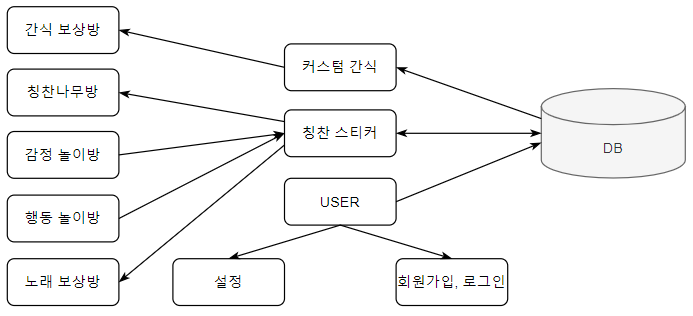 간식 보상방
칭찬나무방
감정 놀이방
행동 놀이방
노래 보상방
커스텀 간식
칭찬 스티커
USER
설정
회원가입, 로그인
DB